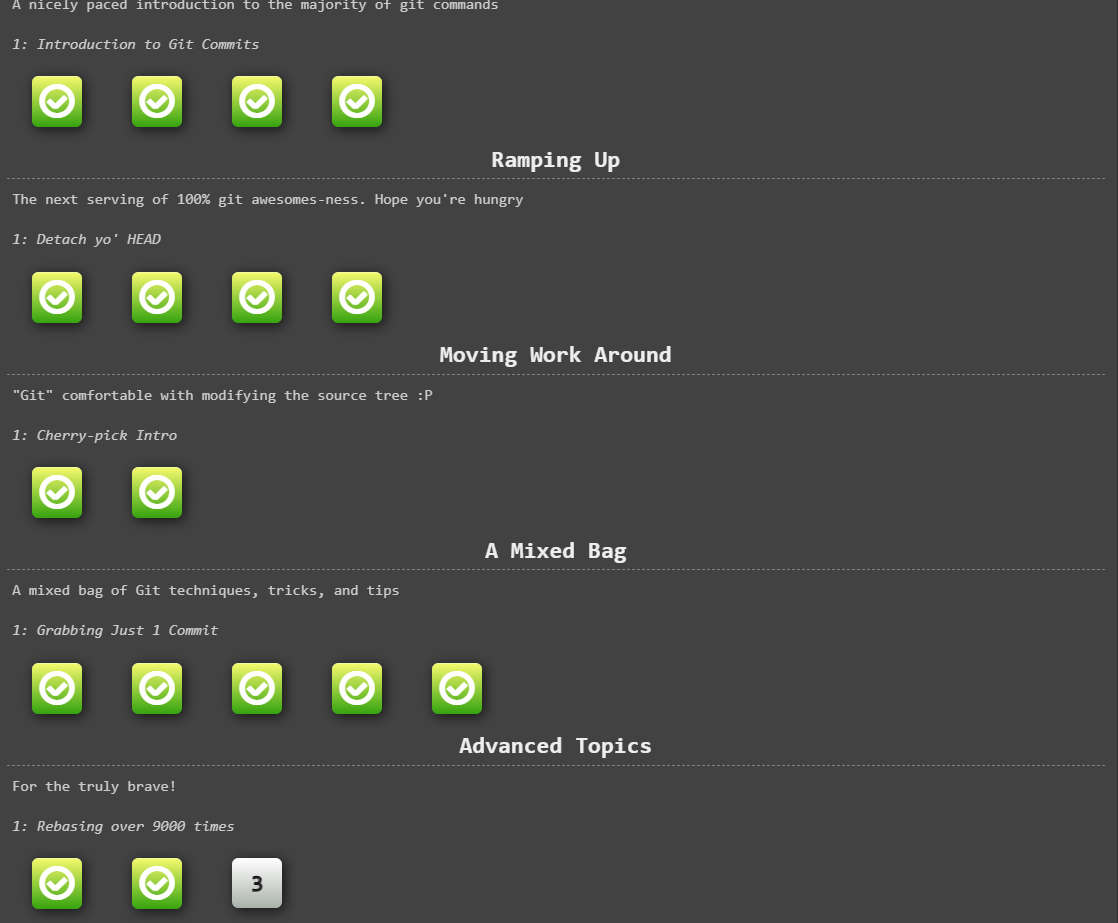 A nicely paced introduction to the majority of git commands
1: Introduction to Git Commits
Ramping Up
The next serving of 100% git awesomes-ness. Hope you're hungry
1: Detach yo' HEAD
Moving Work Around
"Git" comfortable with modifying the source tree :P
1: Cherry-pick Intro
A Mixed Bag
A mixed bag of Git techniques, tricks, and tips
1: Grabbing Just 1 Commit
Advanced Topics
For the truly brave!
1: Rebasing over 9000 times
3